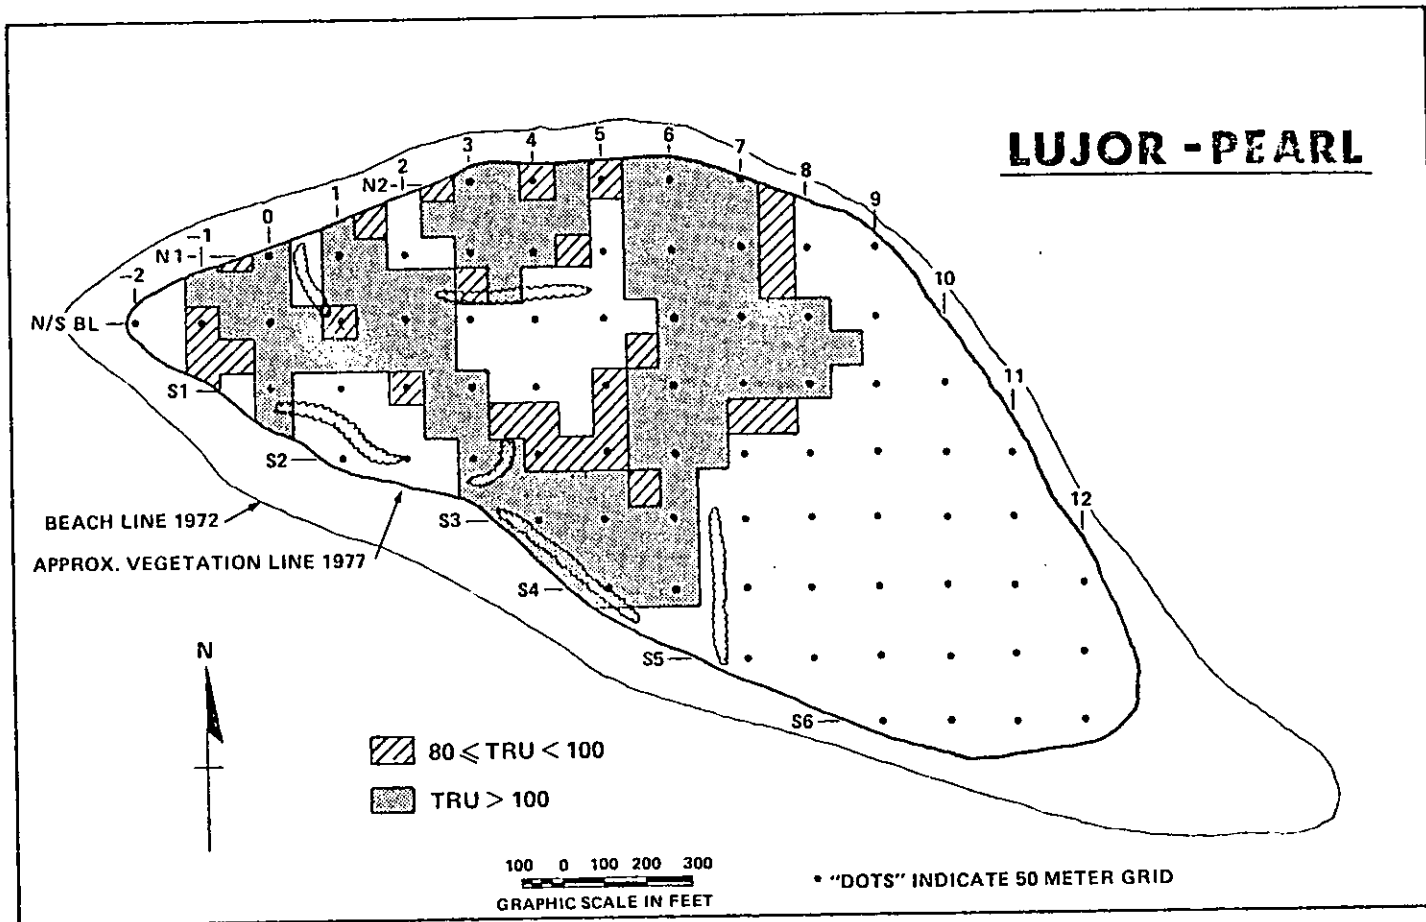 LUJOR - PEARL
3
4
5
6
7
8
9
10
11
12
2
1
0
-1
-2
N2-
N1-
N/S BL
S1
S2
S3
S4
S5
S6
BEACH LINE 1972
APPROX. VEGETATION LINE 1977
N
80 ⩽ TRU < 100
TRU > 100
100 0 100 200 300
GRAPHIC SCALE IN FEET
• "DOTS" INDICATE 50 METER GRID